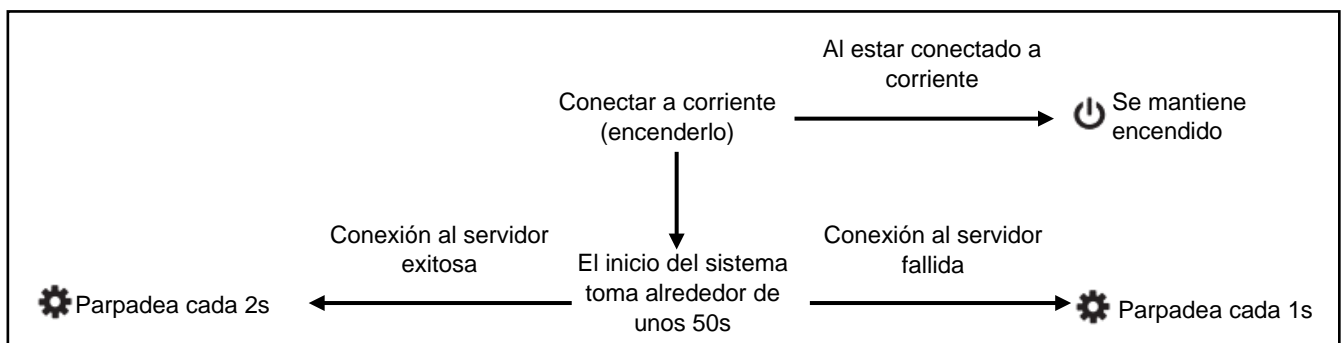 Al estar conectado a
corriente
Conectar a corriente
(encenderlo)
Se mantiene
encendido
Conexión al servidor
exitosa
Conexión al servidor
fallida
El inicio del sistema
toma alrededor de
unos 50s
Parpadea cada 2s
Parpadea cada 1s